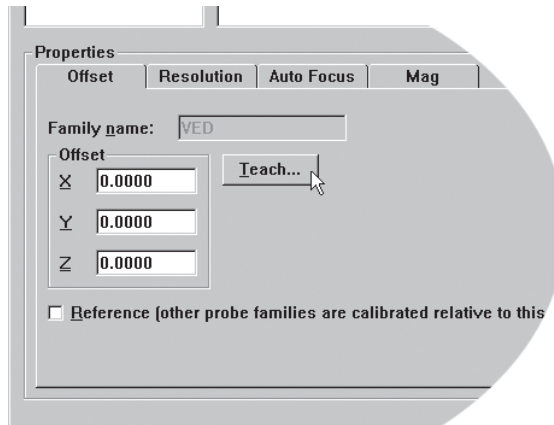 Properties
Offset Resolution Auto Focus Mag
Family name: VED
Offset
X 0.0000
Teach...
Y 0.0000
Z 0.0000
Reference (other probe families are calibrated relative to this